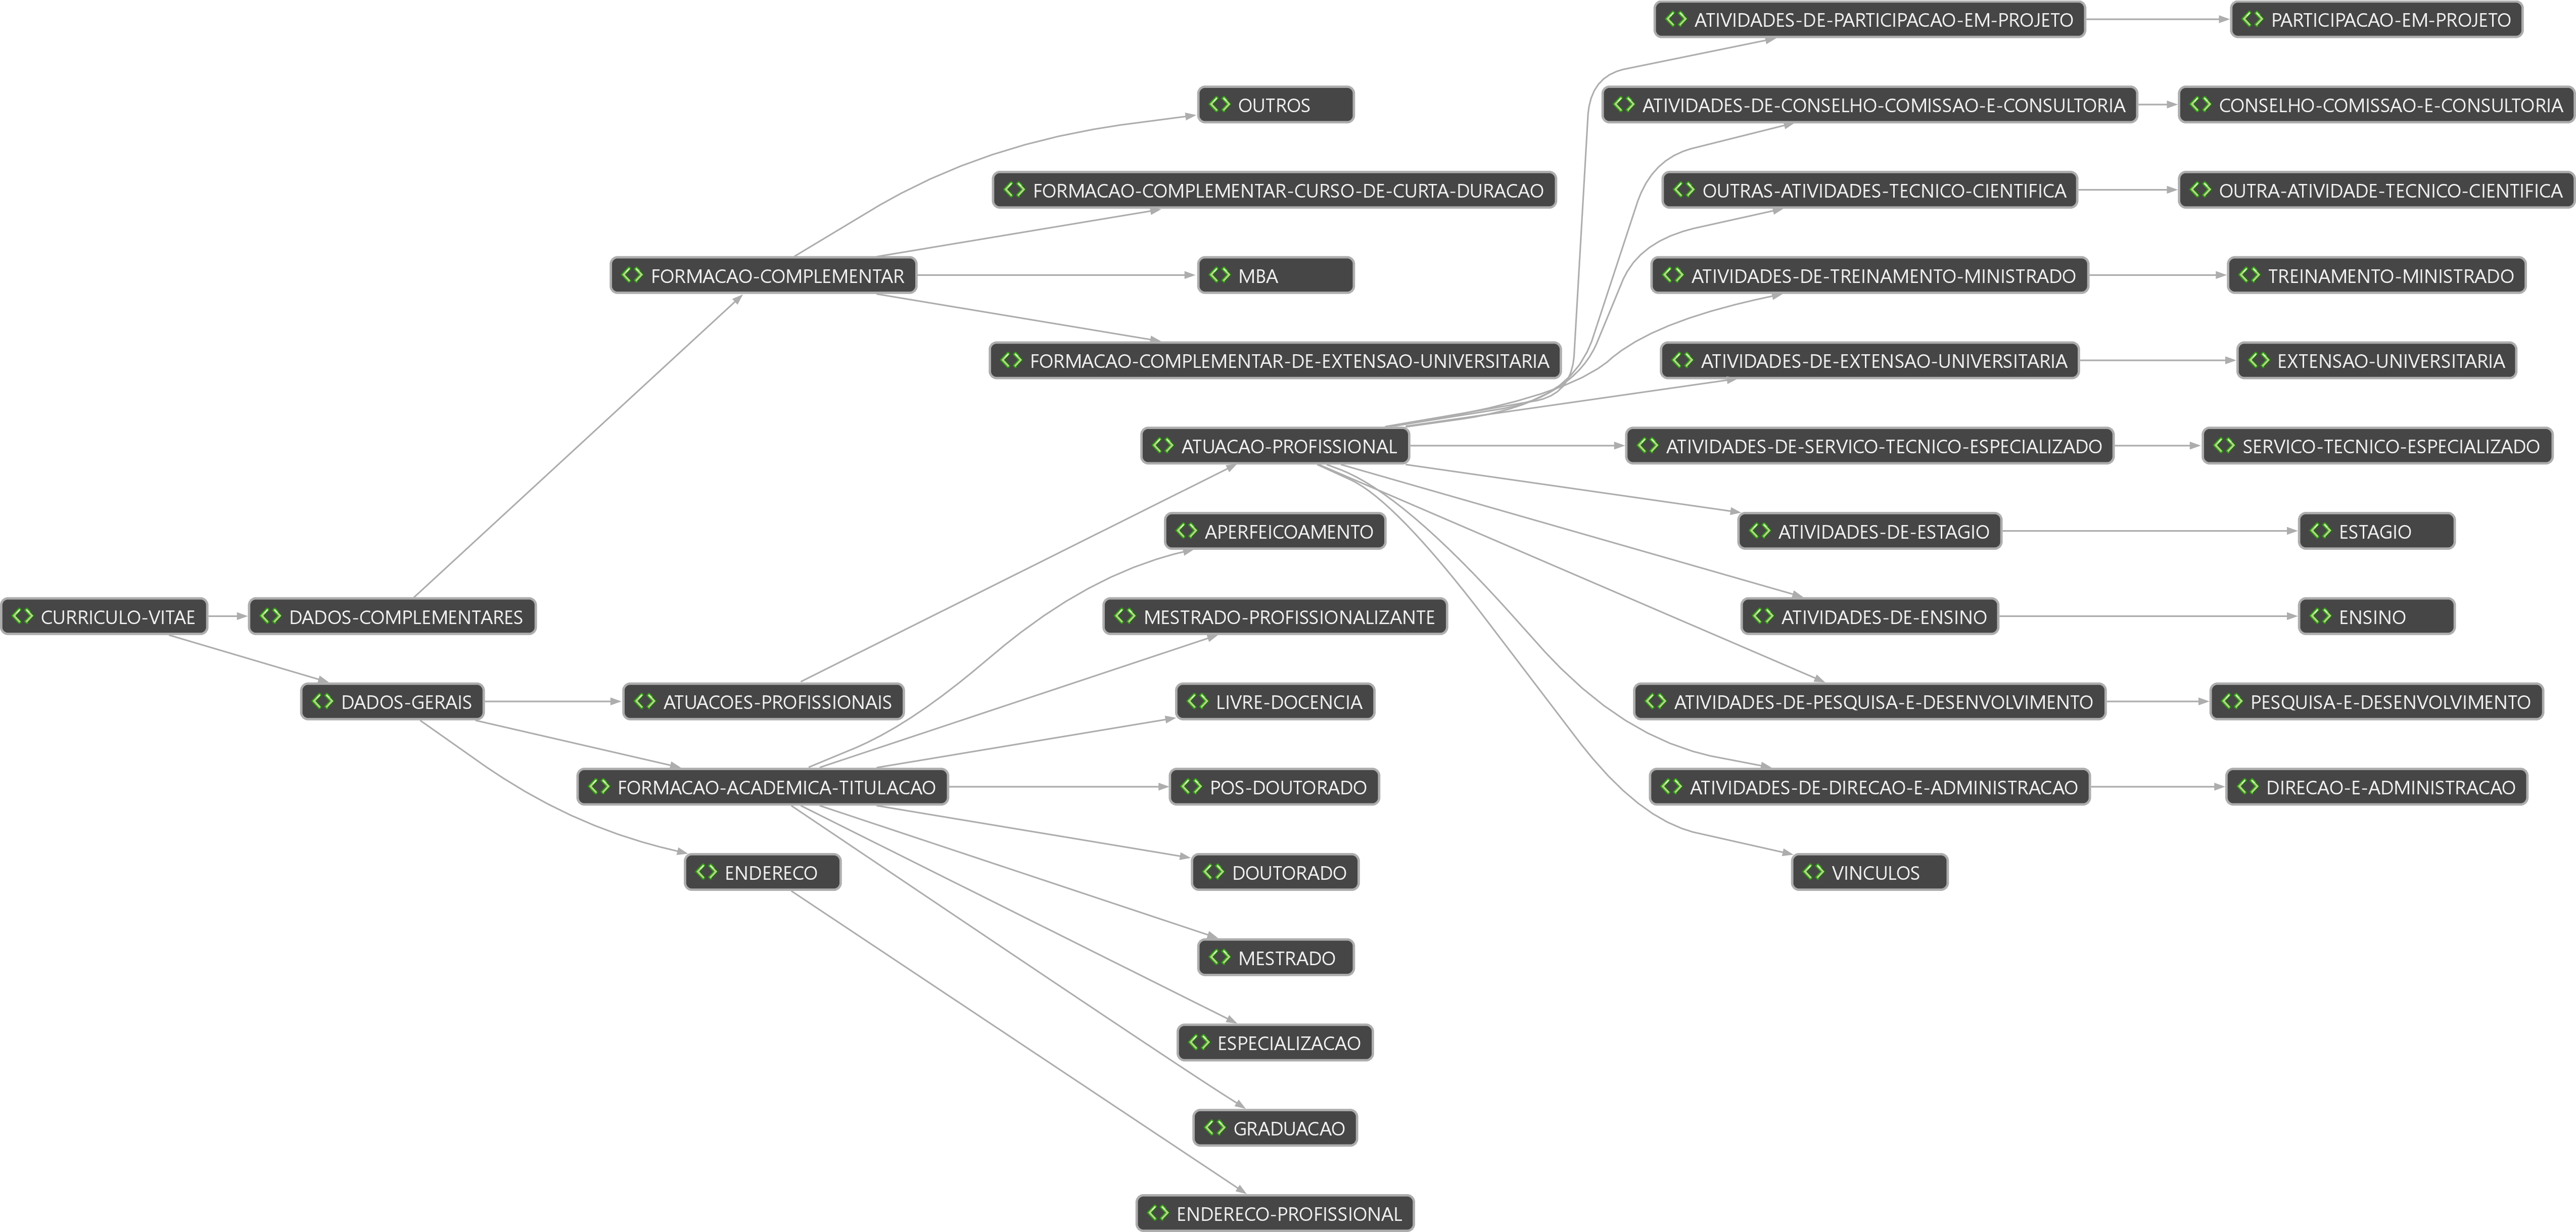 ATIVIDADES-DE-PARTICIPACAO-EM-PROJETO
PARTICIPACAO-EM-PROJETO
OUTROS
ATIVIDADES-DE-CONSELHO-COMISSAO-E-CONSULTORIA
CONSELHO-COMISSAO-E-CONSULTORIA
FORMACAO-COMPLEMENTAR-CURSO-DE-CURTA-DURACAO
OUTRAS-ATIVIDADES-TECNICO-CIENTIFICA
OUTRA-ATIVIDADE-TECNICO-CIENTIFICA
FORMACAO-COMPLEMENTAR
MBA
ATIVIDADES-DE-TREINAMENTO-MINISTRADO
TREINAMENTO-MINISTRADO
FORMACAO-COMPLEMENTAR-DE-EXTENSAO-UNIVERSITARIA
ATIVIDADES-DE-EXTENSAO-UNIVERSITARIA
EXTENSAO-UNIVERSITARIA
ATUACAO-PROFISSIONAL
ATIVIDADES-DE-SERVICO-TECNICO-ESPECIALIZADO
SERVICO-TECNICO-ESPECIALIZADO
APERFEICOAMENTO
ATIVIDADES-DE-ESTAGIO
ESTAGIO
CURRICULO-VITAE
DADOS-COMPLEMENTARES
MESTRADO-PROFISSIONALIZANTE
ATIVIDADES-DE-ENSINO
ENSINO
DADOS-GERAIS
ATUACOES-PROFISSIONAIS
LIVRE-DOCENCIA
ATIVIDADES-DE-PESQUISA-E-DESENVOLVIMENTO
PESQUISA-E-DESENVOLVIMENTO
FORMACAO-ACADEMICA-TITULACAO
POS-DOUTORADO
ATIVIDADES-DE-DIRECAO-E-ADMINISTRACAO
DIRECAO-E-ADMINISTRACAO
ENDERECO
DOUTORADO
VINCULOS
MESTRADO
ESPECIALIZACAO
GRADUACAO
ENDERECO-PROFISSIONAL